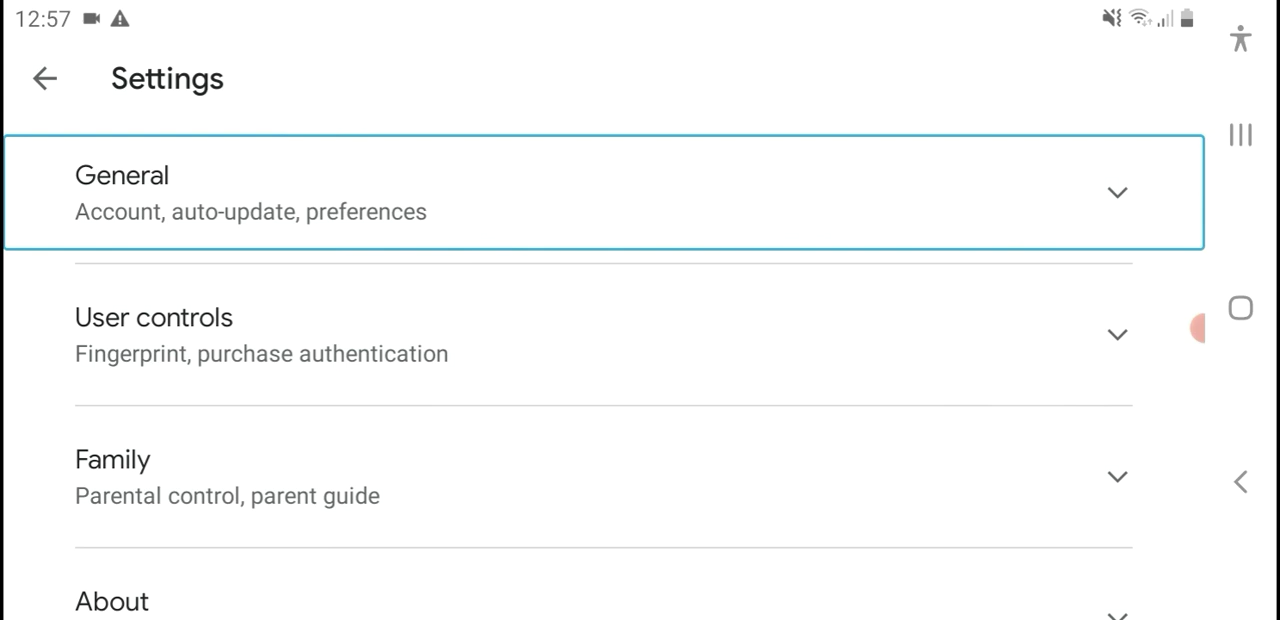 12:57
Settings
General
Account, auto-update, preferences
User controls
Fingerprint, purchase authentication
Family
Parental control, parent guide
About